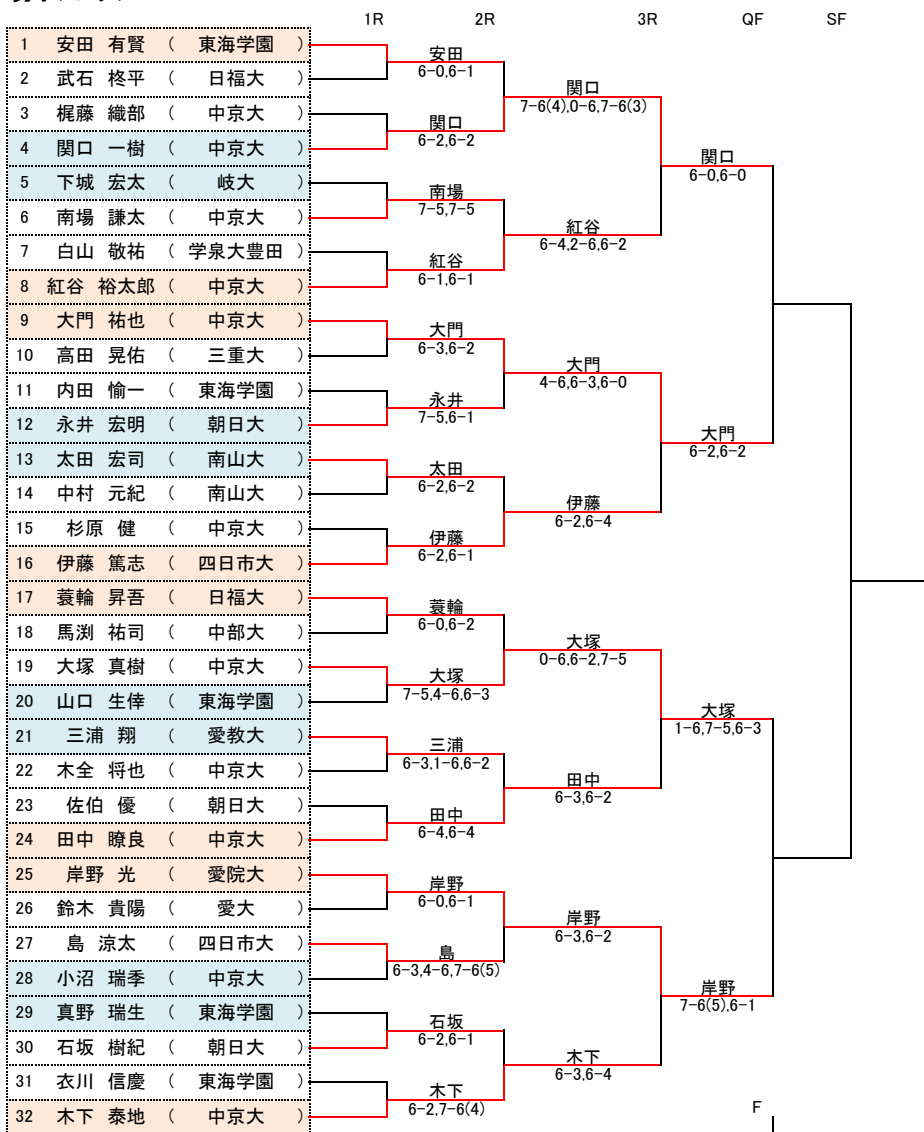 1R 2R 3R QF SF
1 安田 有賢 ( 東海学園 )
安田
6-0,6-1
2 武石 柊平 ( 日福大 )
関口
7-6(4),0-6,7-6(3)
3 梶藤 織部 ( 中京大 )
関口
6-2,6-2
4 関口 一樹 ( 中京大 )
関口
6-0,6-0
5 下城 宏太 ( 岐大 )
南場
7-5,7-5
6 南場 謙太 ( 中京大 )
紅谷
6-4,2-6,6-2
7 白山 敬祐 ( 学泉大豊田 )
紅谷
6-1,6-1
8 紅谷 裕太郎 ( 中京大 )
9 大門 祐也 ( 中京大 )
大門
6-3,6-2
10 高田 晃佑 ( 三重大 )
大門
4-6,6-3,6-0
11 内田 愉一 ( 東海学園 )
永井
7-5,6-1
12 永井 宏明 ( 朝日大 )
大門
6-2,6-2
13 太田 宏司 ( 南山大 )
太田
6-2,6-2
14 中村 元紀 ( 南山大 )
伊藤
6-2,6-4
15 杉原 健 ( 中京大 )
伊藤
6-2,6-1
16 伊藤 篤志 ( 四日市大 )
17 蓑輪 昇吾 ( 日福大 )
蓑輪
6-0,6-2
18 馬渕 祐司 ( 中部大 )
大塚
0-6,6-2,7-5
19 大塚 真樹 ( 中京大 )
大塚
7-5,4-6,6-3
20 山口 生倖 ( 東海学園 )
大塚
1-6,7-5,6-3
21 三浦 翔 ( 愛教大 )
三浦
6-3,1-6,6-2
22 木全 将也 ( 中京大 )
田中
6-3,6-2
23 佐伯 優 ( 朝日大 )
田中
6-4,6-4
24 田中 瞭良 ( 中京大 )
25 岸野 光 ( 愛院大 )
岸野
6-0,6-1
26 鈴木 貴陽 ( 愛大 )
岸野
6-3,6-2
27 島 涼太 ( 四日市大 )
島
6-3,4-6,7-6(5)
28 小沼 瑞季 ( 中京大 )
岸野
7-6(5),6-1
29 真野 瑞生 ( 東海学園 )
石坂
6-2,6-1
30 石坂 樹紀 ( 朝日大 )
木下
6-3,6-4
31 衣川 信慶 ( 東海学園 )
木下
6-2,7-6(4)
32 木下 泰地 ( 中京大 )
F